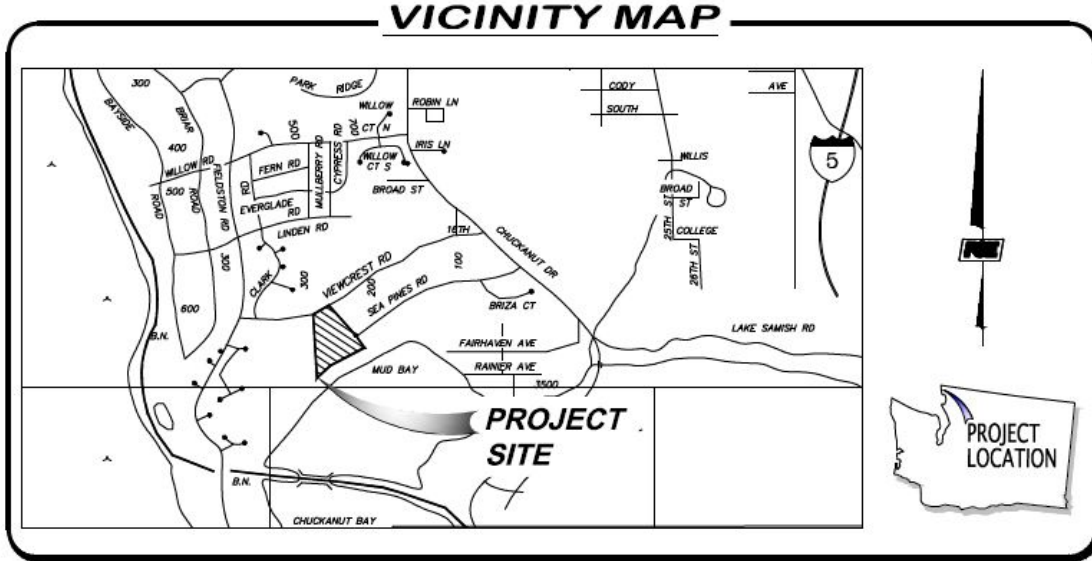 VICINITY MAP
300
PARK RIDGE
CODY
AVE
BAYSIDE
BRIAR
WILLOW
ROBIN LN
SOUTH
500
700
CT N
400
WILLOW RD
FERN RD
MULLBERRY RD
CYPRESS RD
WILLOW
CT S
IRIS LN
WILLIS
5
500
ROAD
ROAD
FIELDSTON RD
RD
BROAD ST
BROAD
ST
EVERGLADE
RD
LINDEN RD
16TH
CHUCKANUT DR
25TH ST
COLLEGE
26TH ST
300
CLARK
300
VIEWCREST RD
200
SEA PINES RD
100
600
BRIZA CT
B.N.
LAKE SAMISH RD
FAIRHAVEN AVE
MUD BAY
RAINIER AVE
3500
PROJECT
SITE
PROJECT
LOCATION
B.N.
CHUCKANUT BAY